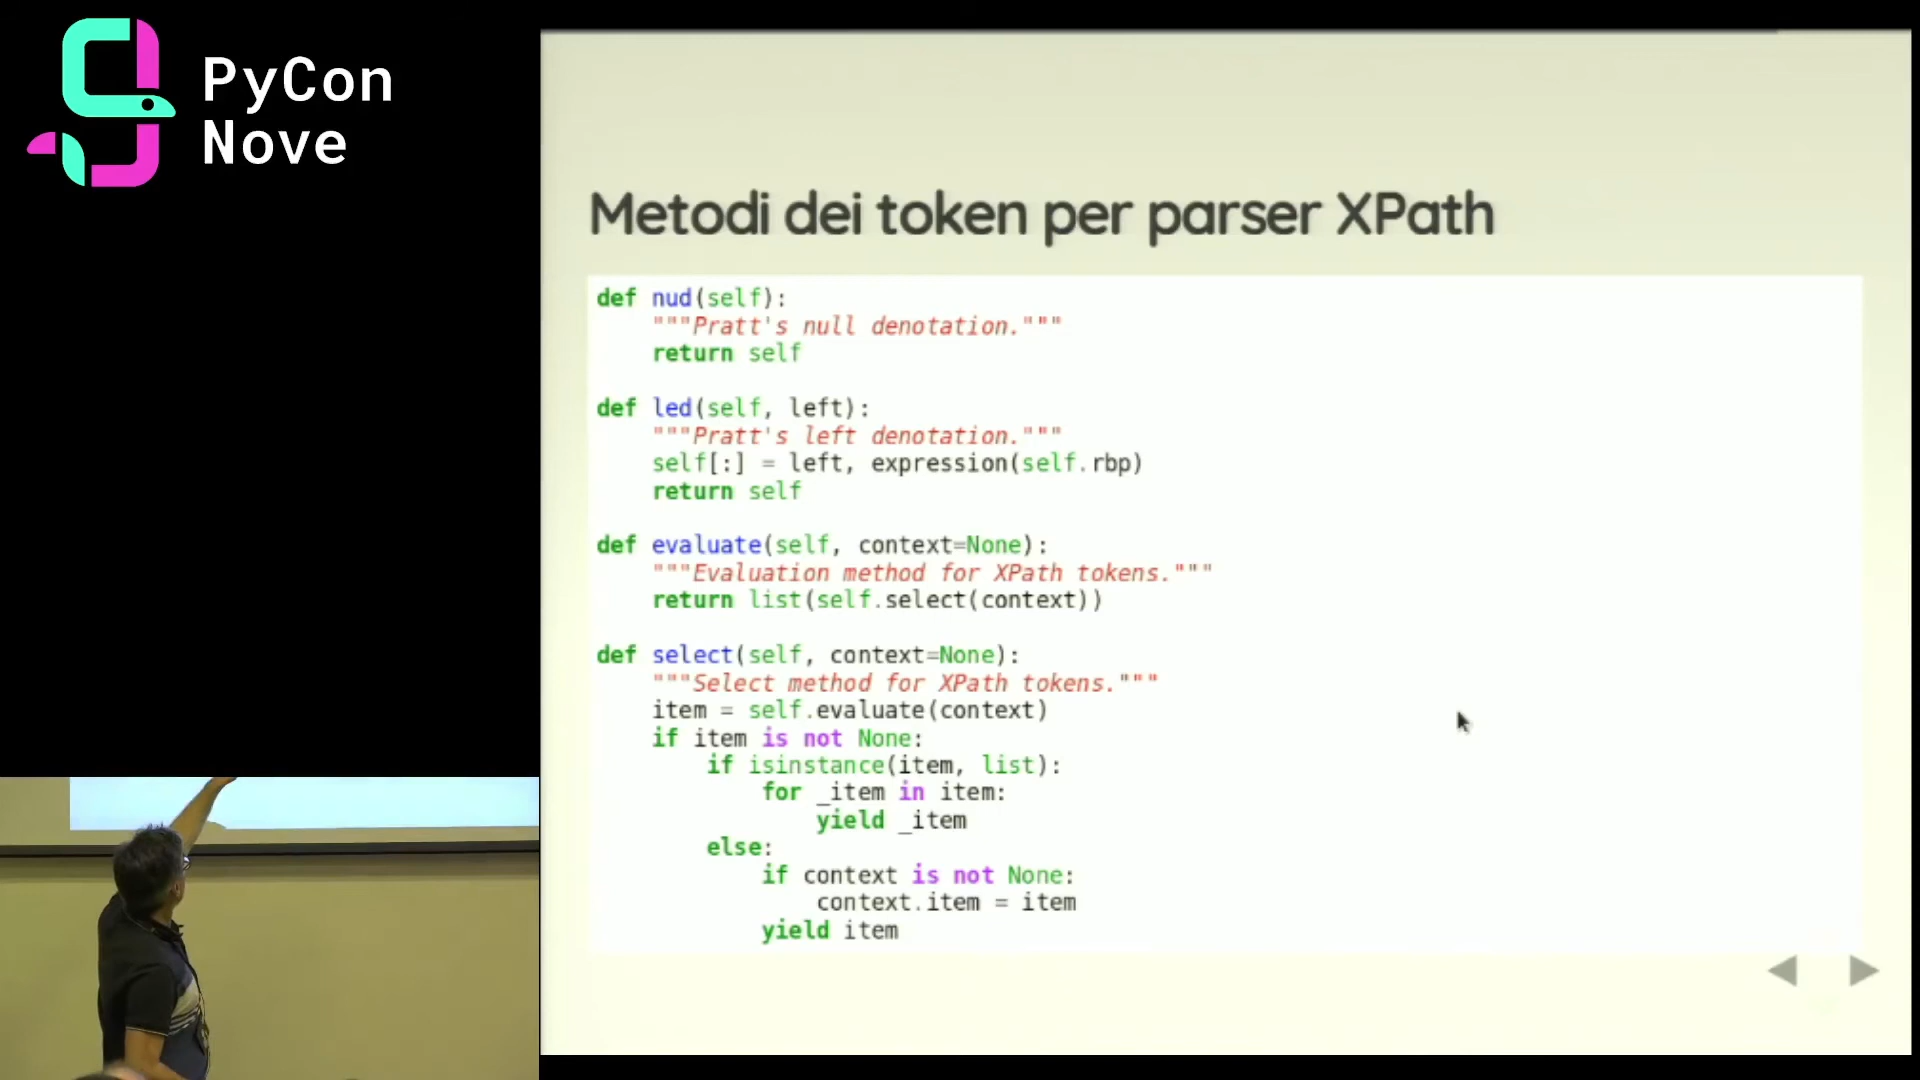 PyCon
Nove
Metodi dei token per parser XPath
def nud(self):
    """Pratt's null denotation."""
    return self
def led(self, left):
    """Pratt's left denotation."""
    self[:] = left, expression(self.rbp)
    return self
def evaluate(self, context=None):
    """Evaluation method for XPath tokens."""
    return list(self.select(context))
def select(self, context=None):
    """Select method for XPath tokens."""
    item = self.evaluate(context)
    if item is not None:
        if isinstance(item, list):
            for _item in item:
                yield _item
        else:
            if context is not None:
                context.item = item
            yield item